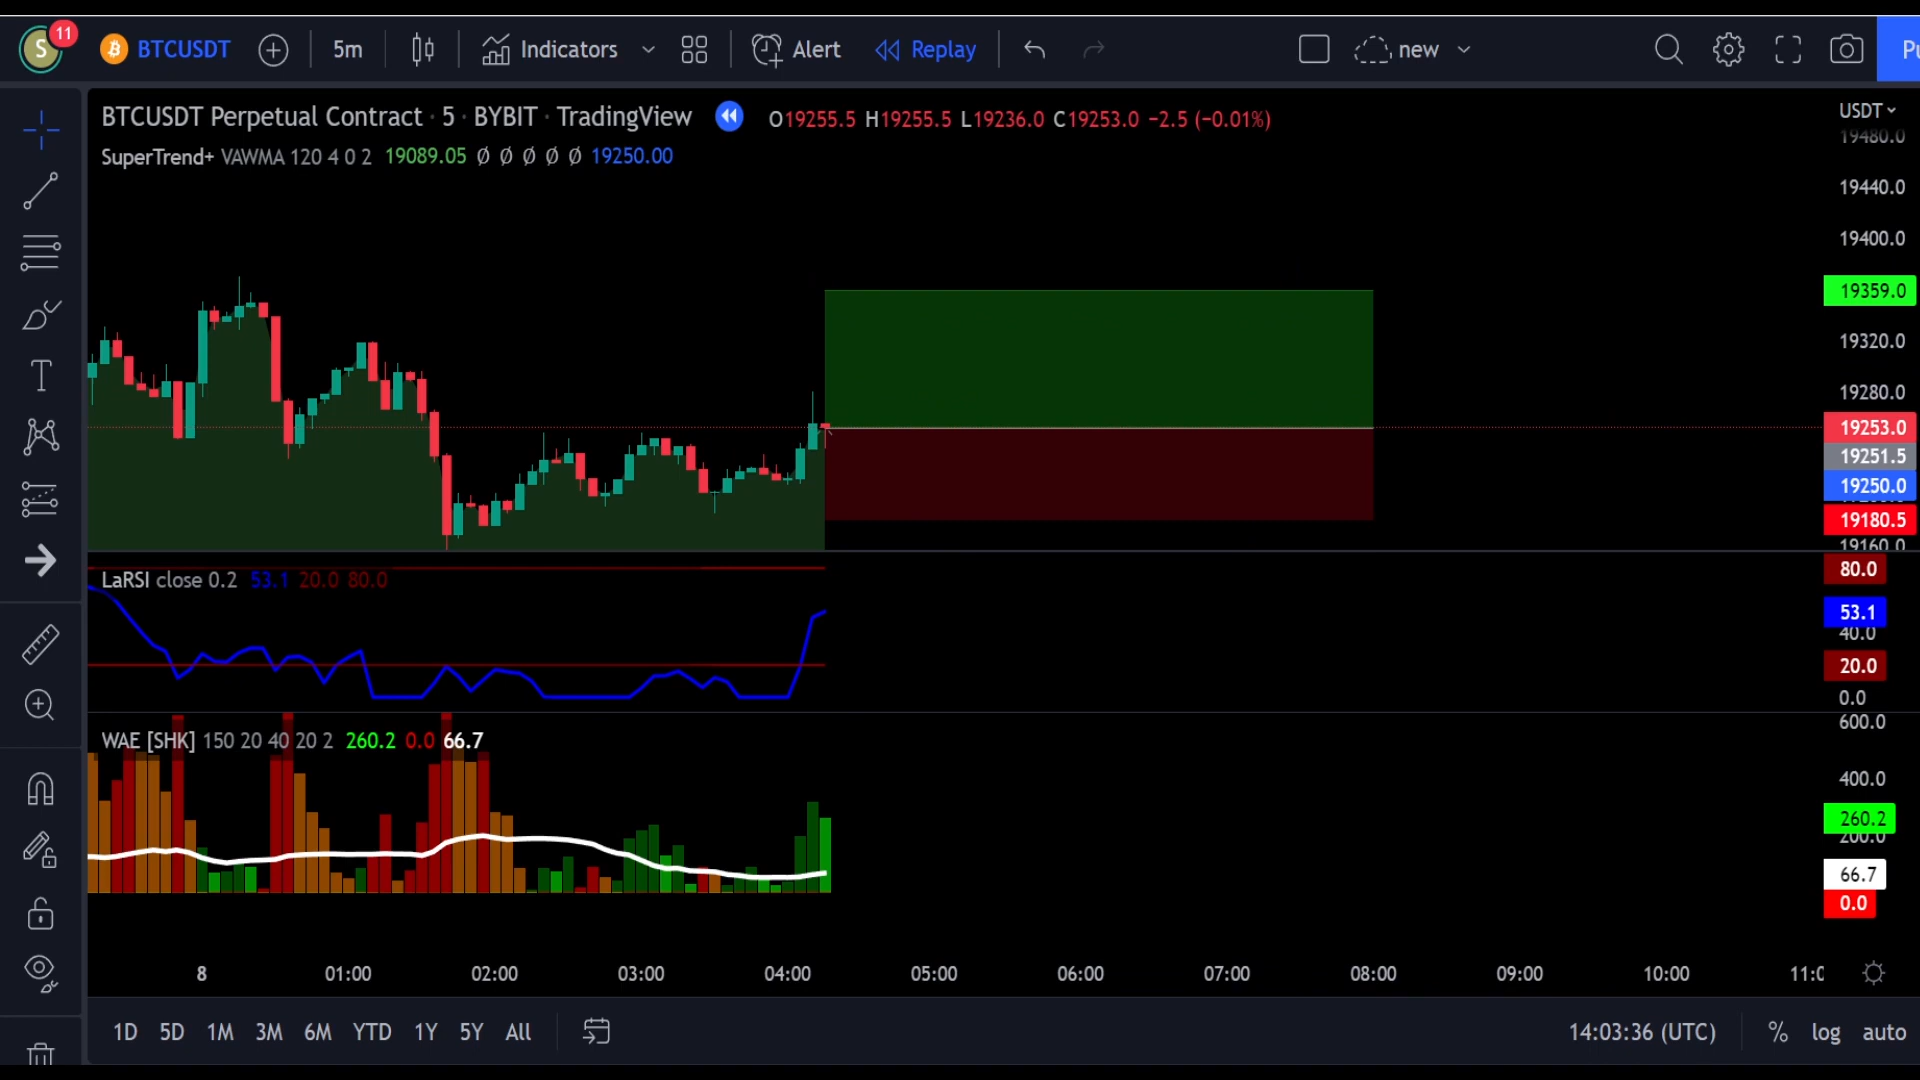 S 11 BTCUSDT 5m Indicators Alert Replay new Pu
BTCUSDT Perpetual Contract · 5 · BYBIT · TradingView O19255.5 H19255.5 L19236.0 C19253.0 −2.5 (−0.01%)
SuperTrend+ VAWMA 120 4 0 2 19089.05 Ø Ø Ø Ø Ø 19250.00
USDT
19480.0
19440.0
19400.0
19359.0
19320.0
19280.0
19253.0
19251.5
19250.0
19180.5
19160.0
LaRSI close 0.2 53.1 20.0 80.0
80.0
53.1
40.0
20.0
0.0
WAE [SHK] 150 20 40 20 2 260.2 0.0 66.7
600.0
400.0
260.2
200.0
66.7
0.0
8 01:00 02:00 03:00 04:00 05:00 06:00 07:00 08:00 09:00 10:00 11:0
1D 5D 1M 3M 6M YTD 1Y 5Y All 14:03:36 (UTC) % log auto